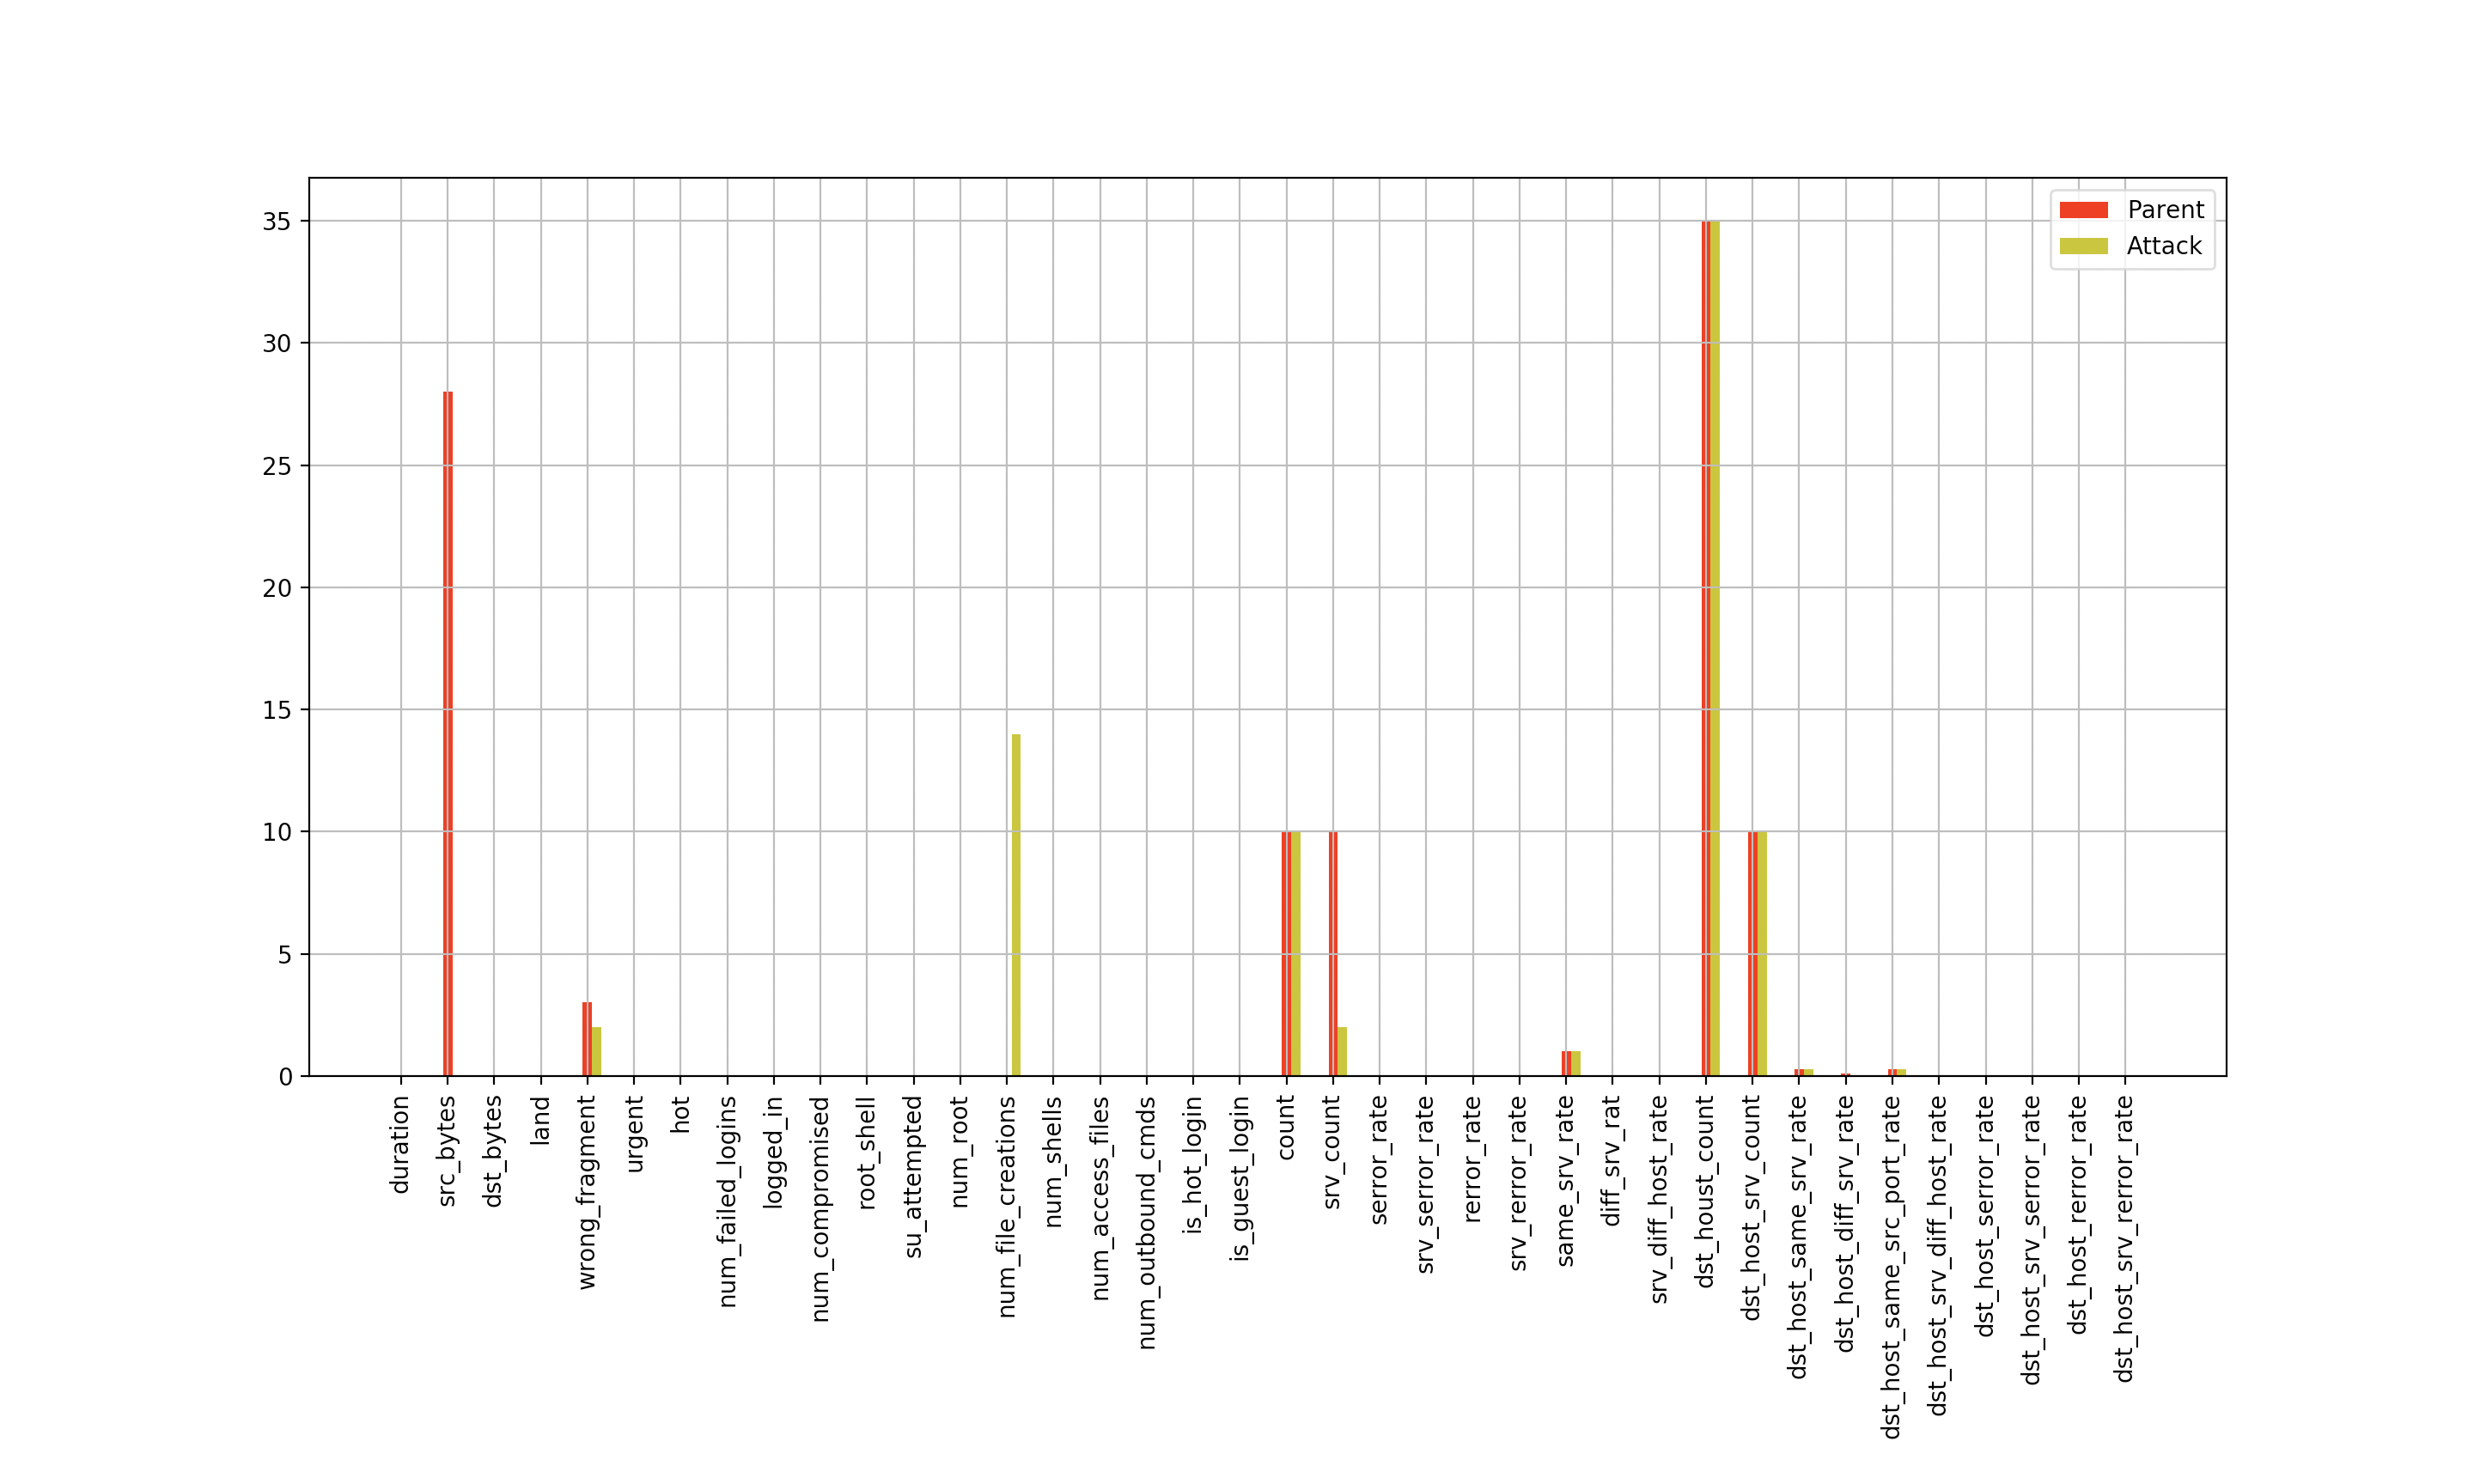 35
30
25
20
15
10
5
0
Parent
Attack
duration
src_bytes
dst_bytes
land
wrong_fragment
urgent
hot
num_failed_logins
logged_in
num_compromised
root_shell
su_attempted
num_root
num_file_creations
num_shells
num_access_files
num_outbound_cmds
is_hot_login
is_guest_login
count
srv_count
serror_rate
srv_serror_rate
rerror_rate
srv_rerror_rate
same_srv_rate
diff_srv_rat
srv_diff_host_rate
dst_houst_count
dst_host_srv_count
dst_host_same_srv_rate
dst_host_diff_srv_rate
dst_host_same_src_port_rate
dst_host_srv_diff_host_rate
dst_host_serror_rate
dst_host_srv_serror_rate
dst_host_rerror_rate
dst_host_srv_rerror_rate